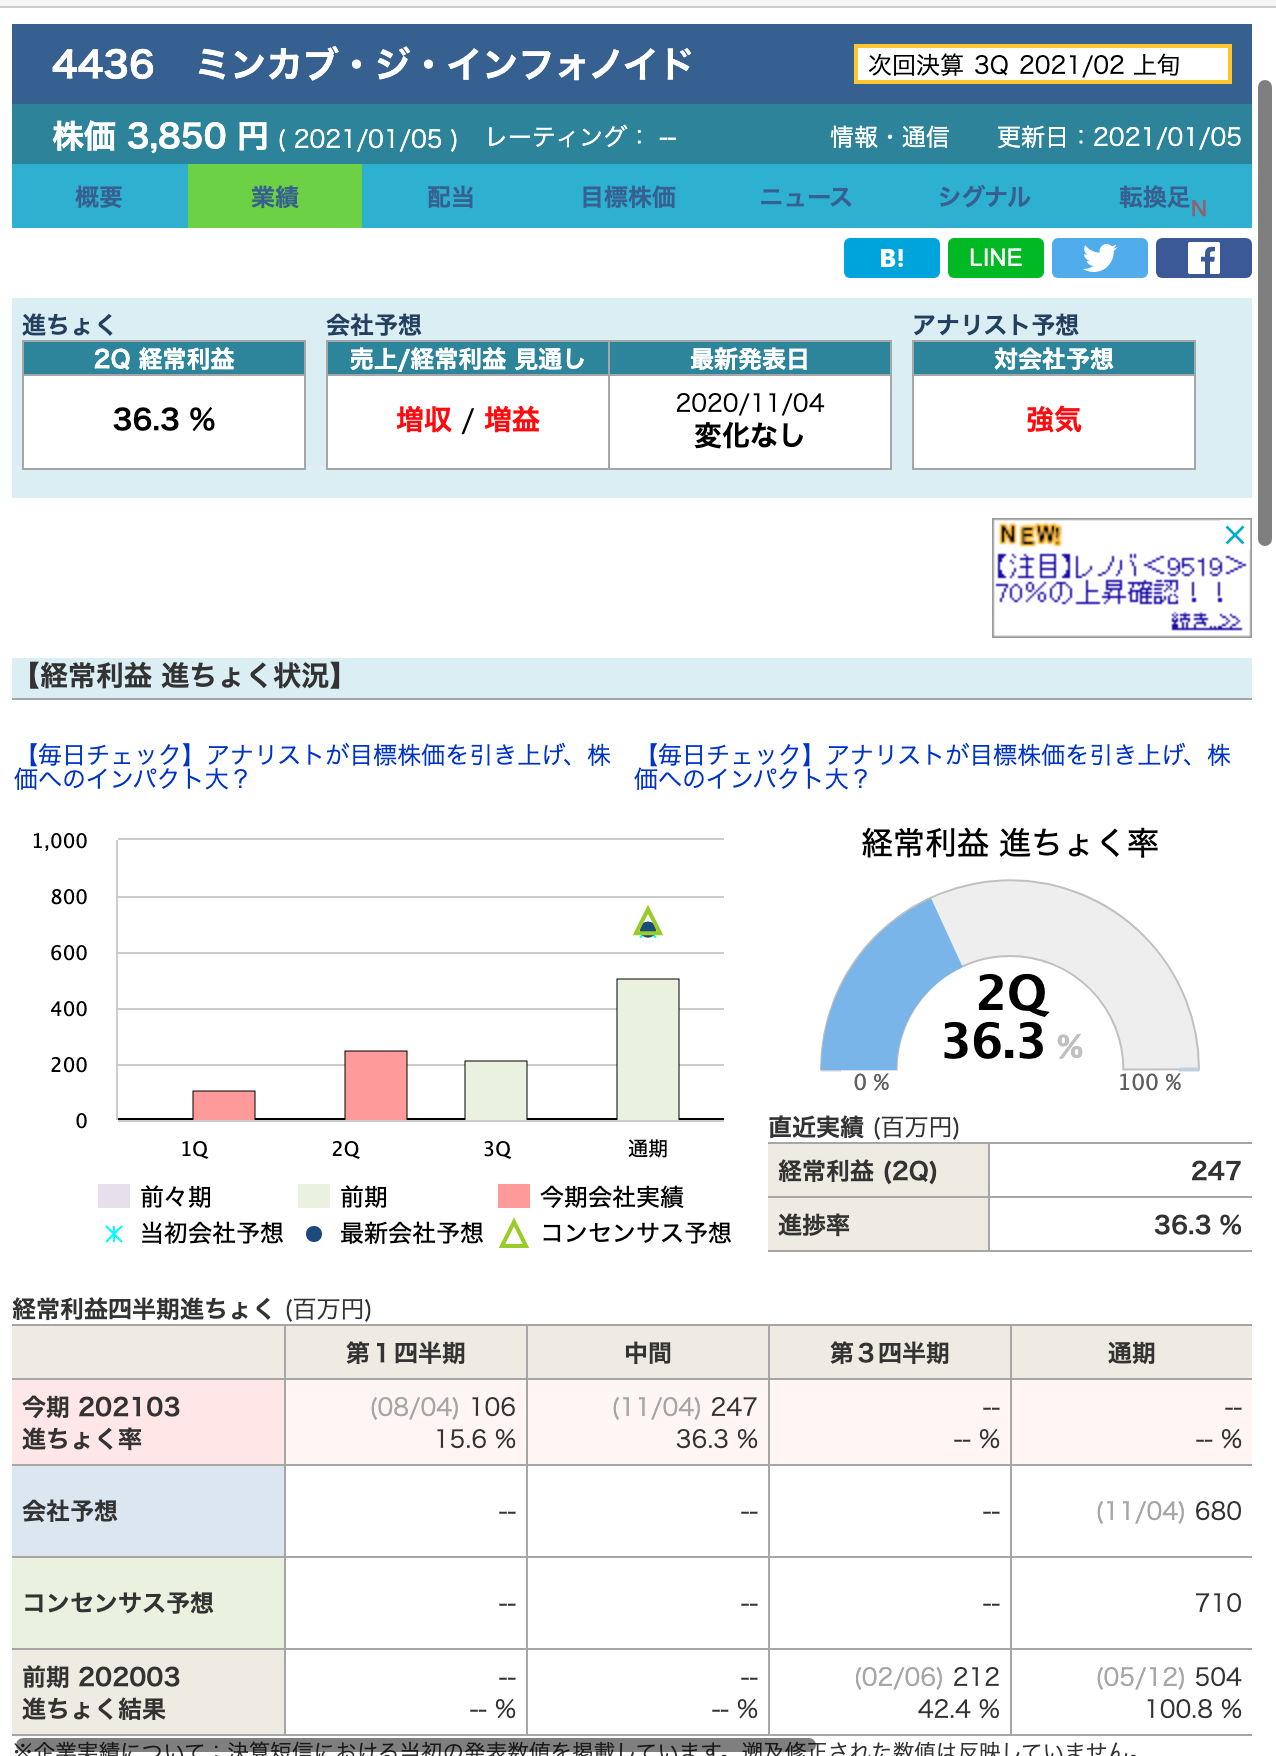 4436 ミンカブ・ジ・インフォノイド
次回決算 3Q 2021/02 上旬
株価 3,850 円 ( 2021/01/05 ) レーティング： -- 情報・通信 更新日：2021/01/05
概要 業績 配当 目標株価 ニュース シグナル 転換足N
B! LINE
進ちょく 会社予想 アナリスト予想
2Q 経常利益 売上/経常利益 見通し 最新発表日 対会社予想
36.3 % 増収 / 増益 2020/11/04 強気
変化なし
NEW!
【注目】レノバ<9519>
70%の上昇確認！！
続き..>>
【経常利益 進ちょく状況】
【毎日チェック】アナリストが目標株価を引き上げ、株
価へのインパクト大？
【毎日チェック】アナリストが目標株価を引き上げ、株
価へのインパクト大？
1,000
800
600
400
200
0
1Q 2Q 3Q 通期
前々期 前期 今期会社実績
当初会社予想 最新会社予想 コンセンサス予想
経常利益 進ちょく率
2Q
36.3 %
0 % 100 %
直近実績 (百万円)
経常利益 (2Q) 247
進捗率 36.3 %
経常利益四半期進ちょく (百万円)
第１四半期 中間 第３四半期 通期
今期 202103 (08/04) 106 (11/04) 247 -- --
進ちょく率 15.6 % 36.3 % -- % -- %
会社予想 -- -- -- (11/04) 680
コンセンサス予想 -- -- -- 710
前期 202003 -- -- (02/06) 212 (05/12) 504
進ちょく結果 -- % -- % 42.4 % 100.8 %
※企業実績について：決算短信における当初の発表数値を掲載しています。遡及修正された数値は反映していません。